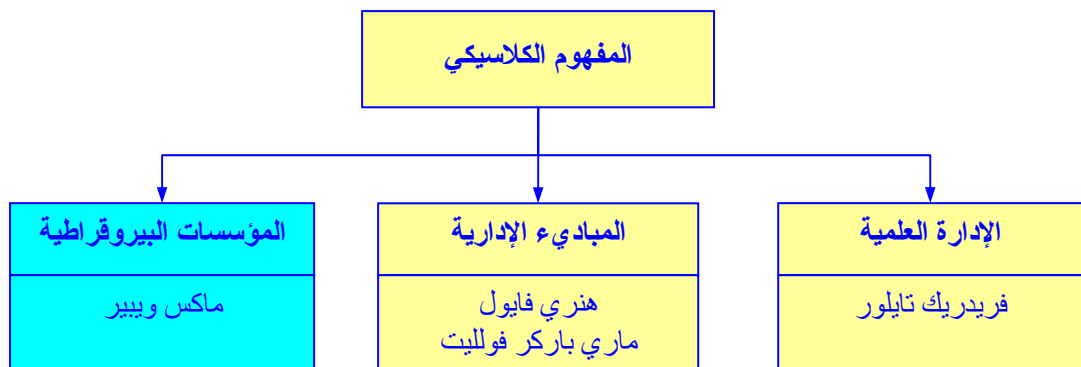 المفهوم الكلاسيكي
الإدارة العلمية
فريدريك تايلور
المباديء الإدارية
هنري فايول
ماري باركر فولليت
المؤسسات البيروقراطية
ماكس ويبير